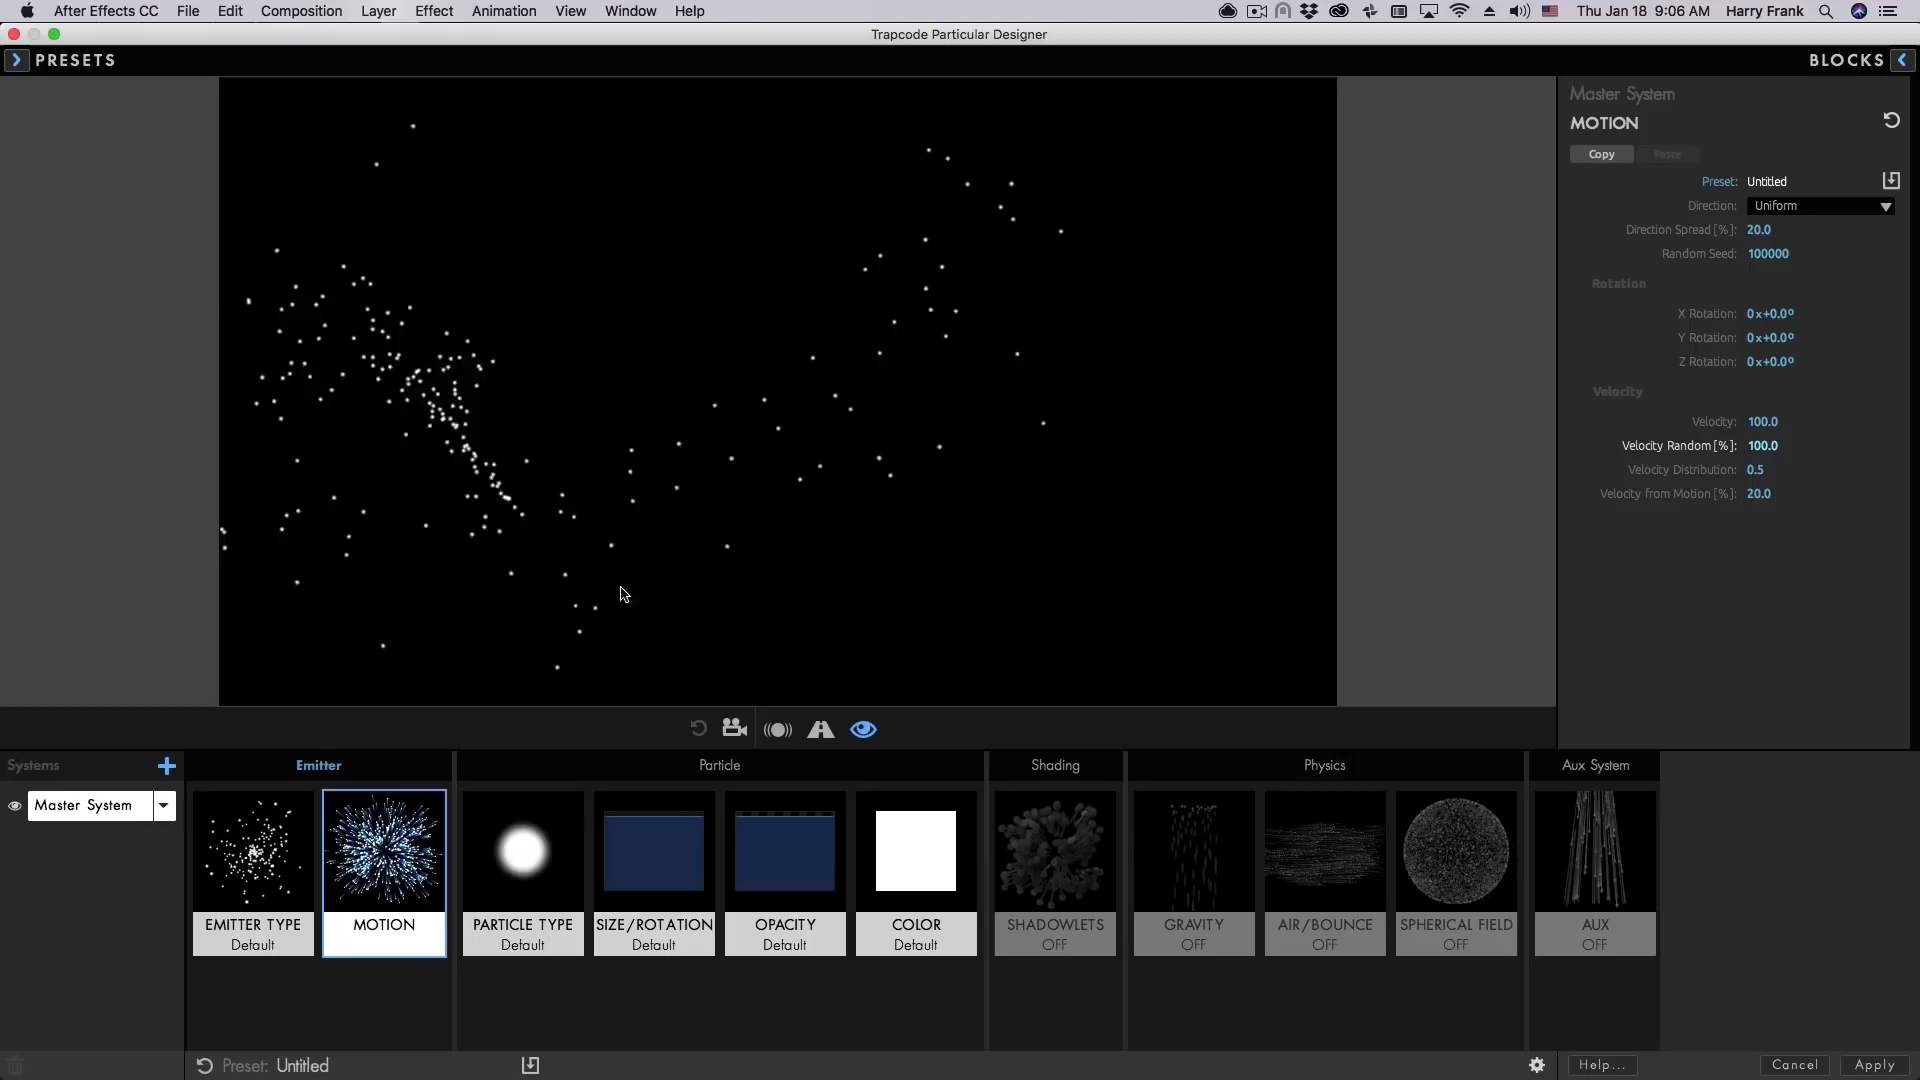 After Effects CC File Edit Composition Layer Effect Animation View Window Help Thu Jan 18 9:06 AM Harry Frank
Trapcode Particular Designer
PRESETS
BLOCKS
Master System
MOTION
Copy Paste
Preset: Untitled
Direction: Uniform
Direction Spread [%]: 20.0
Random Seed: 100000
Rotation
X Rotation: 0x+0.0º
Y Rotation: 0x+0.0º
Z Rotation: 0x+0.0º
Velocity
Velocity: 100.0
Velocity Random [%]: 100.0
Velocity Distribution: 0.5
Velocity from Motion [%]: 20.0
Systems
Emitter
Particle
Shading
Physics
Aux System
Master System
EMITTER TYPE
Default
MOTION
PARTICLE TYPE
Default
SIZE/ROTATION
Default
OPACITY
Default
COLOR
Default
SHADOWLETS
OFF
GRAVITY
OFF
AIR/BOUNCE
OFF
SPHERICAL FIELD
OFF
AUX
OFF
Preset: Untitled
Help...
Cancel
Apply